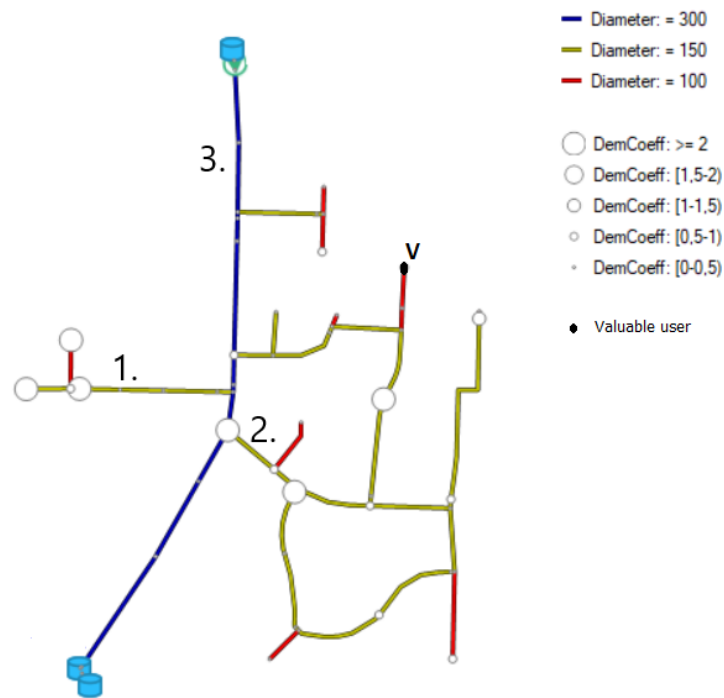 Diameter: = 300
Diameter: = 150
Diameter: = 100
DemCoeff: >= 2
DemCoeff: [1,5-2)
DemCoeff: [1-1,5)
DemCoeff: [0,5-1)
DemCoeff: [0-0,5)
Valuable user
3.
V
1.
2.